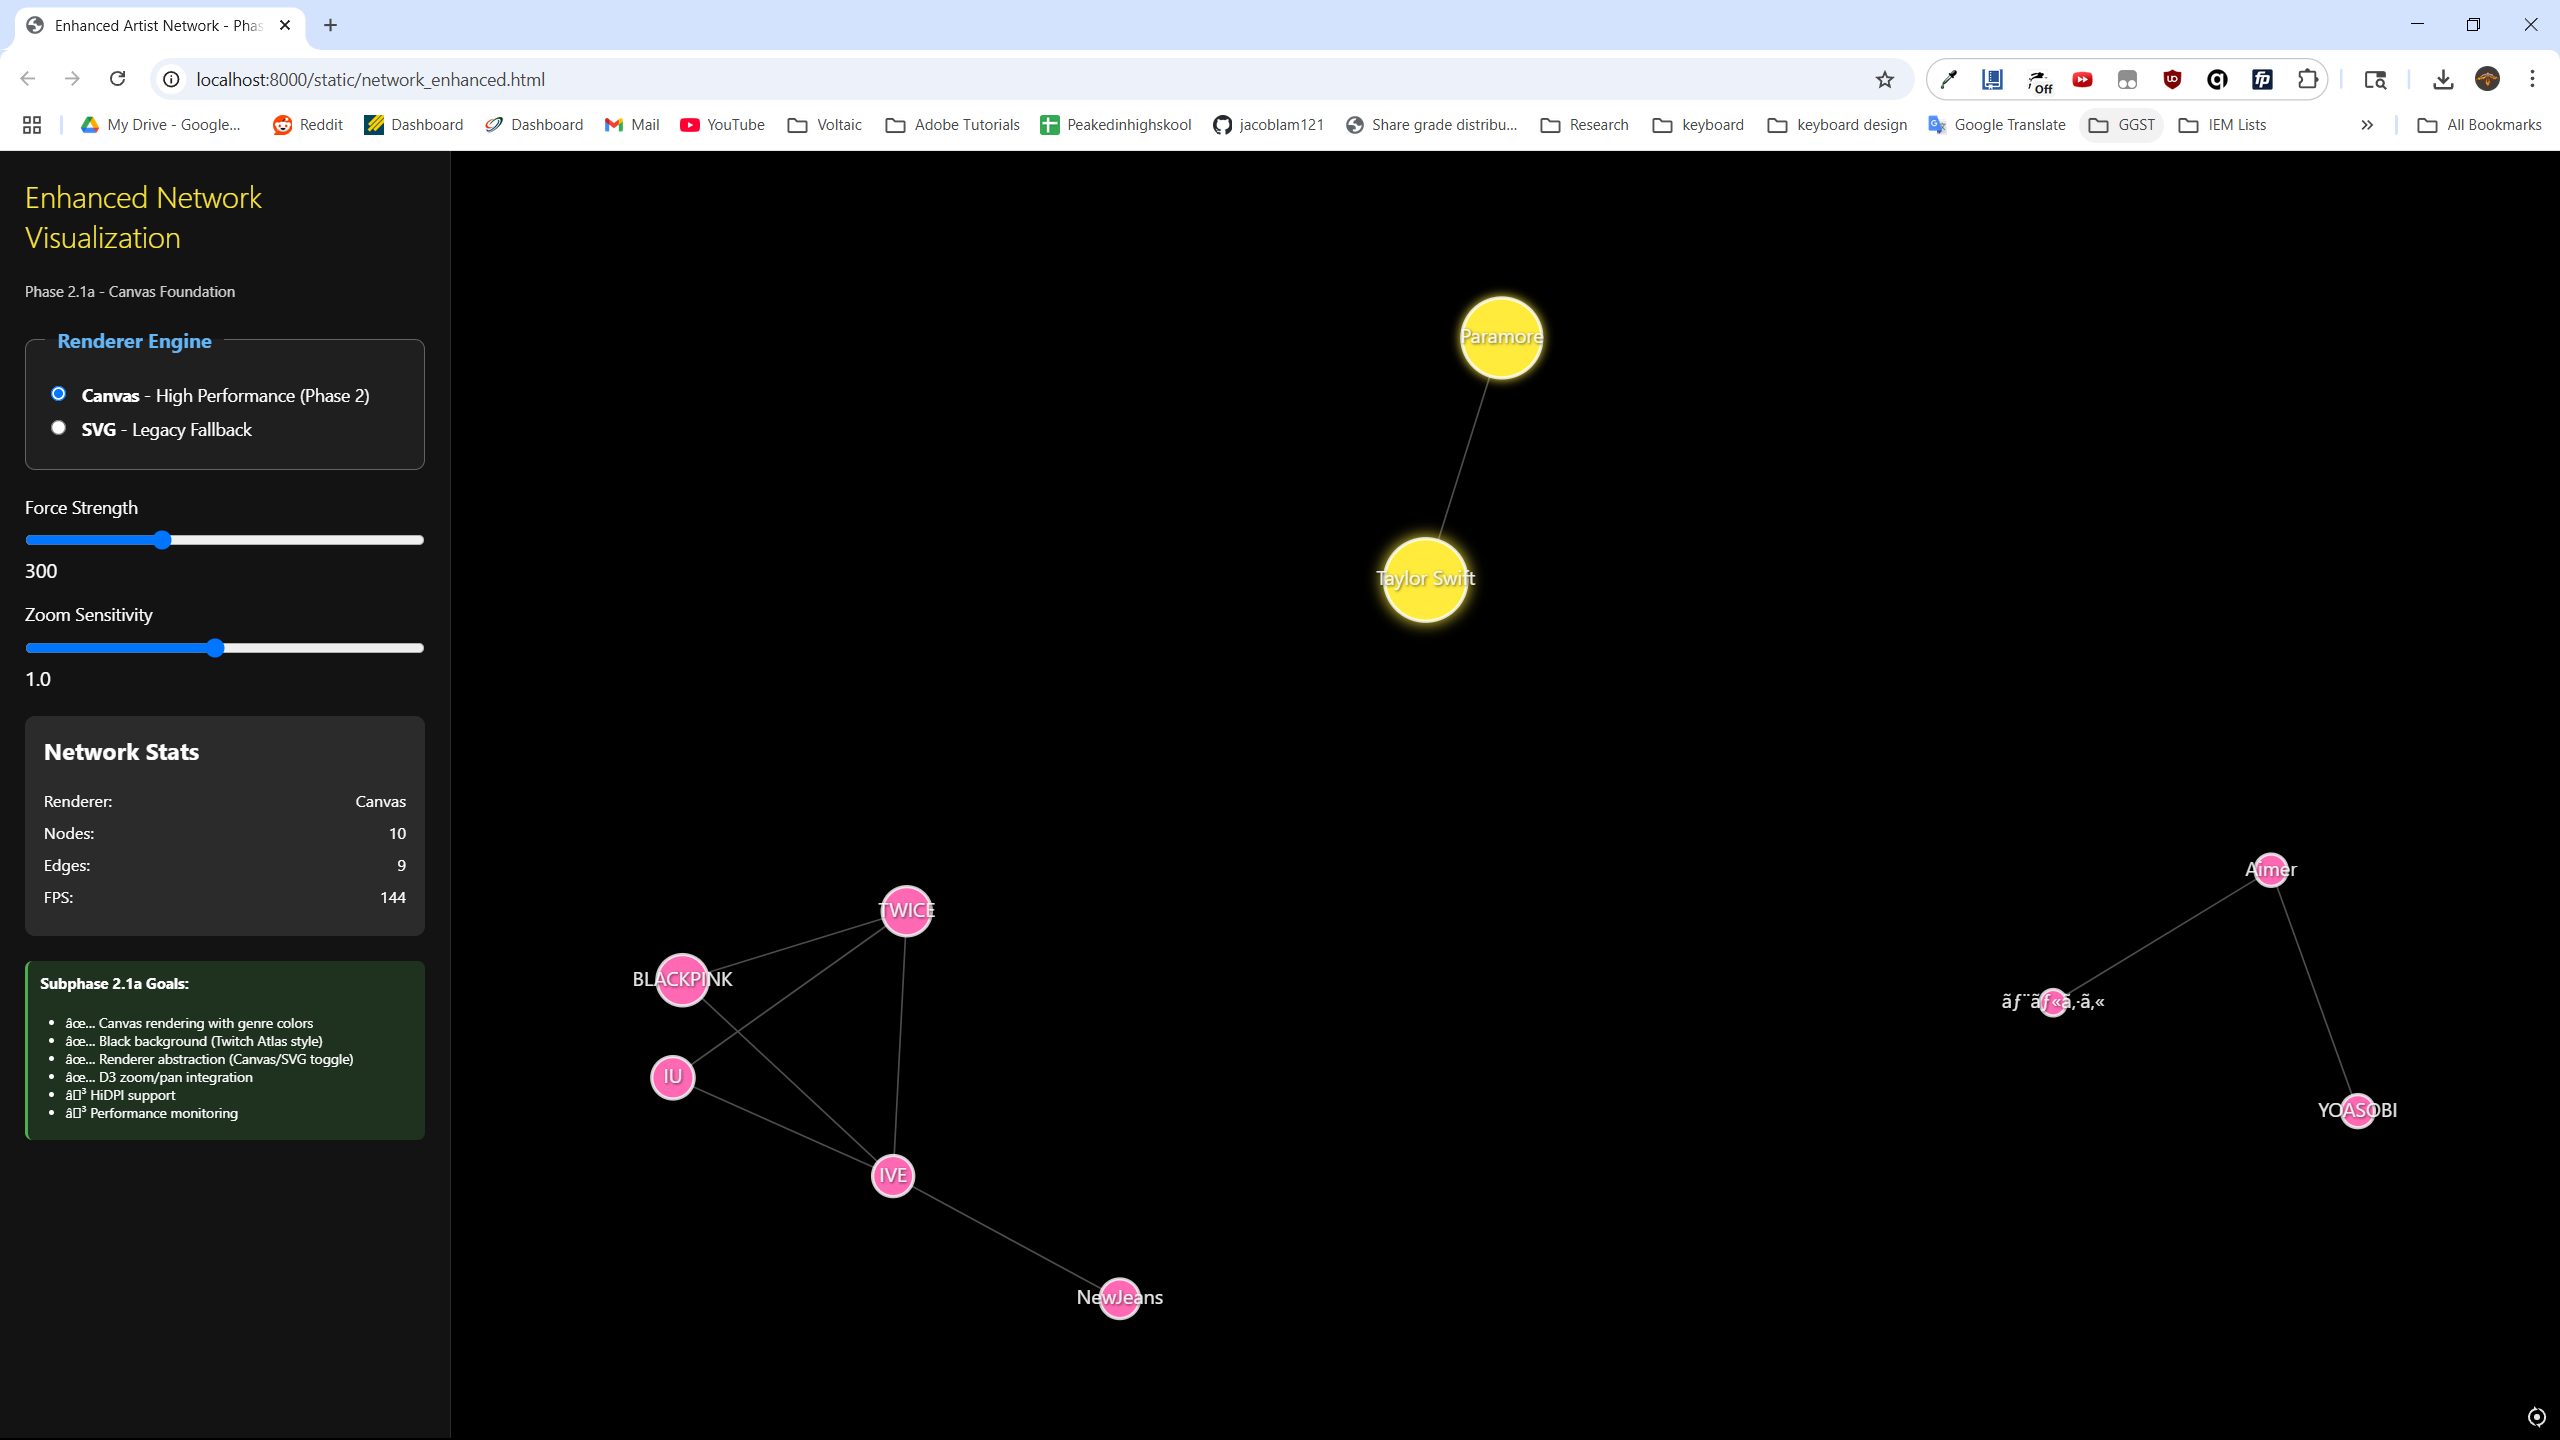 Enhanced Artist Network - Phas
localhost:8000/static/network_enhanced.html
Off
My Drive - Google...
Reddit
Dashboard
Dashboard
Mail
YouTube
Voltaic
Adobe Tutorials
Peakedinhighskool
jacoblam121
Share grade distribu...
Research
keyboard
keyboard design
Google Translate
GGST
IEM Lists
All Bookmarks
Enhanced Network
Visualization
Phase 2.1a - Canvas Foundation
Renderer Engine
Canvas - High Performance (Phase 2)
SVG - Legacy Fallback
Force Strength
300
Zoom Sensitivity
1.0
Network Stats
Renderer: Canvas
Nodes: 10
Edges: 9
FPS: 144
Subphase 2.1a Goals:
• âœ… Canvas rendering with genre colors
• âœ… Black background (Twitch Atlas style)
• âœ… Renderer abstraction (Canvas/SVG toggle)
• âœ… D3 zoom/pan integration
• â³ HiDPI support
• â³ Performance monitoring
Paramore
Taylor Swift
TWICE
BLACKPINK
IU
IVE
NewJeans
Aimer
ãƒ¨ãƒ«ã‚·ã‚«
YOASOBI